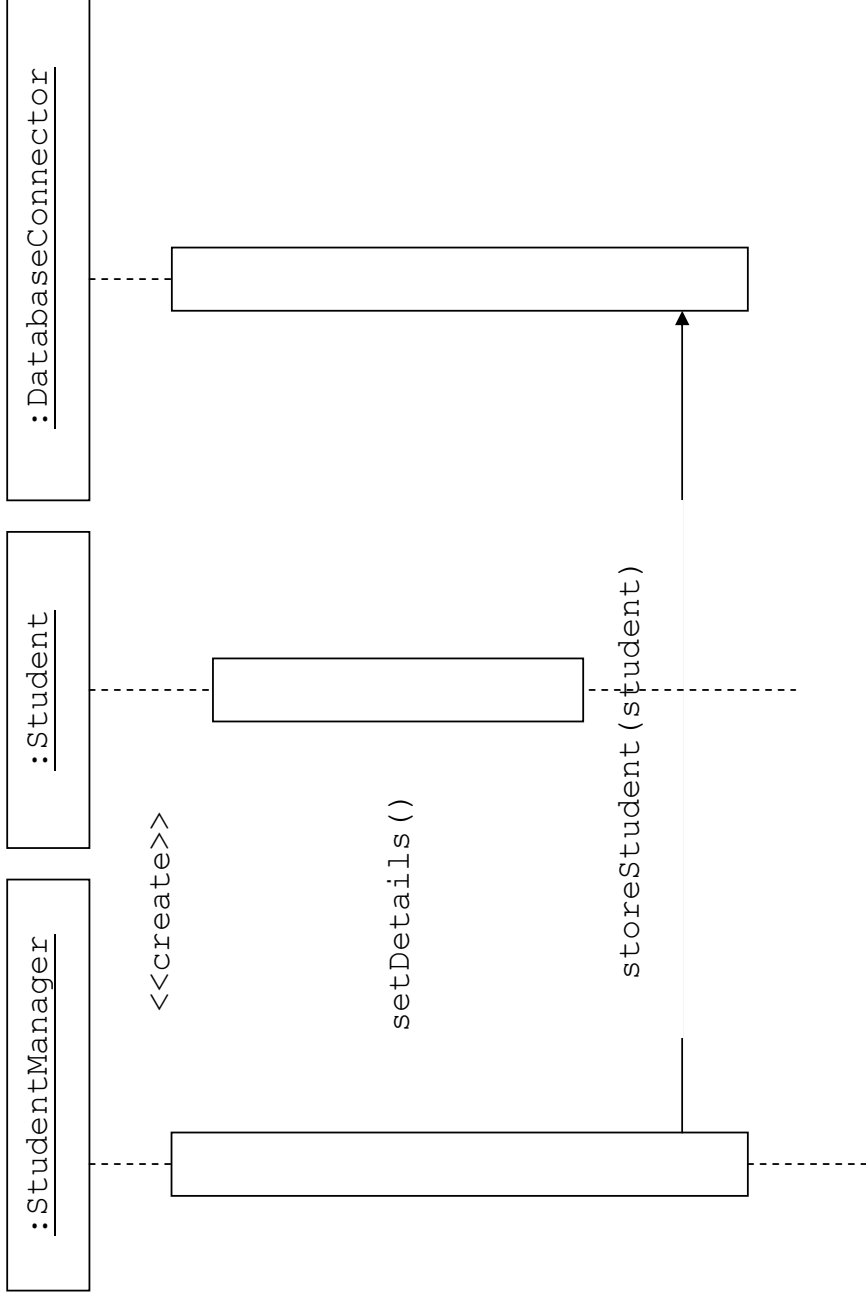 :StudentManager
:Student
:DatabaseConnector
<<create>>
setDetails()
storeStudent(student)